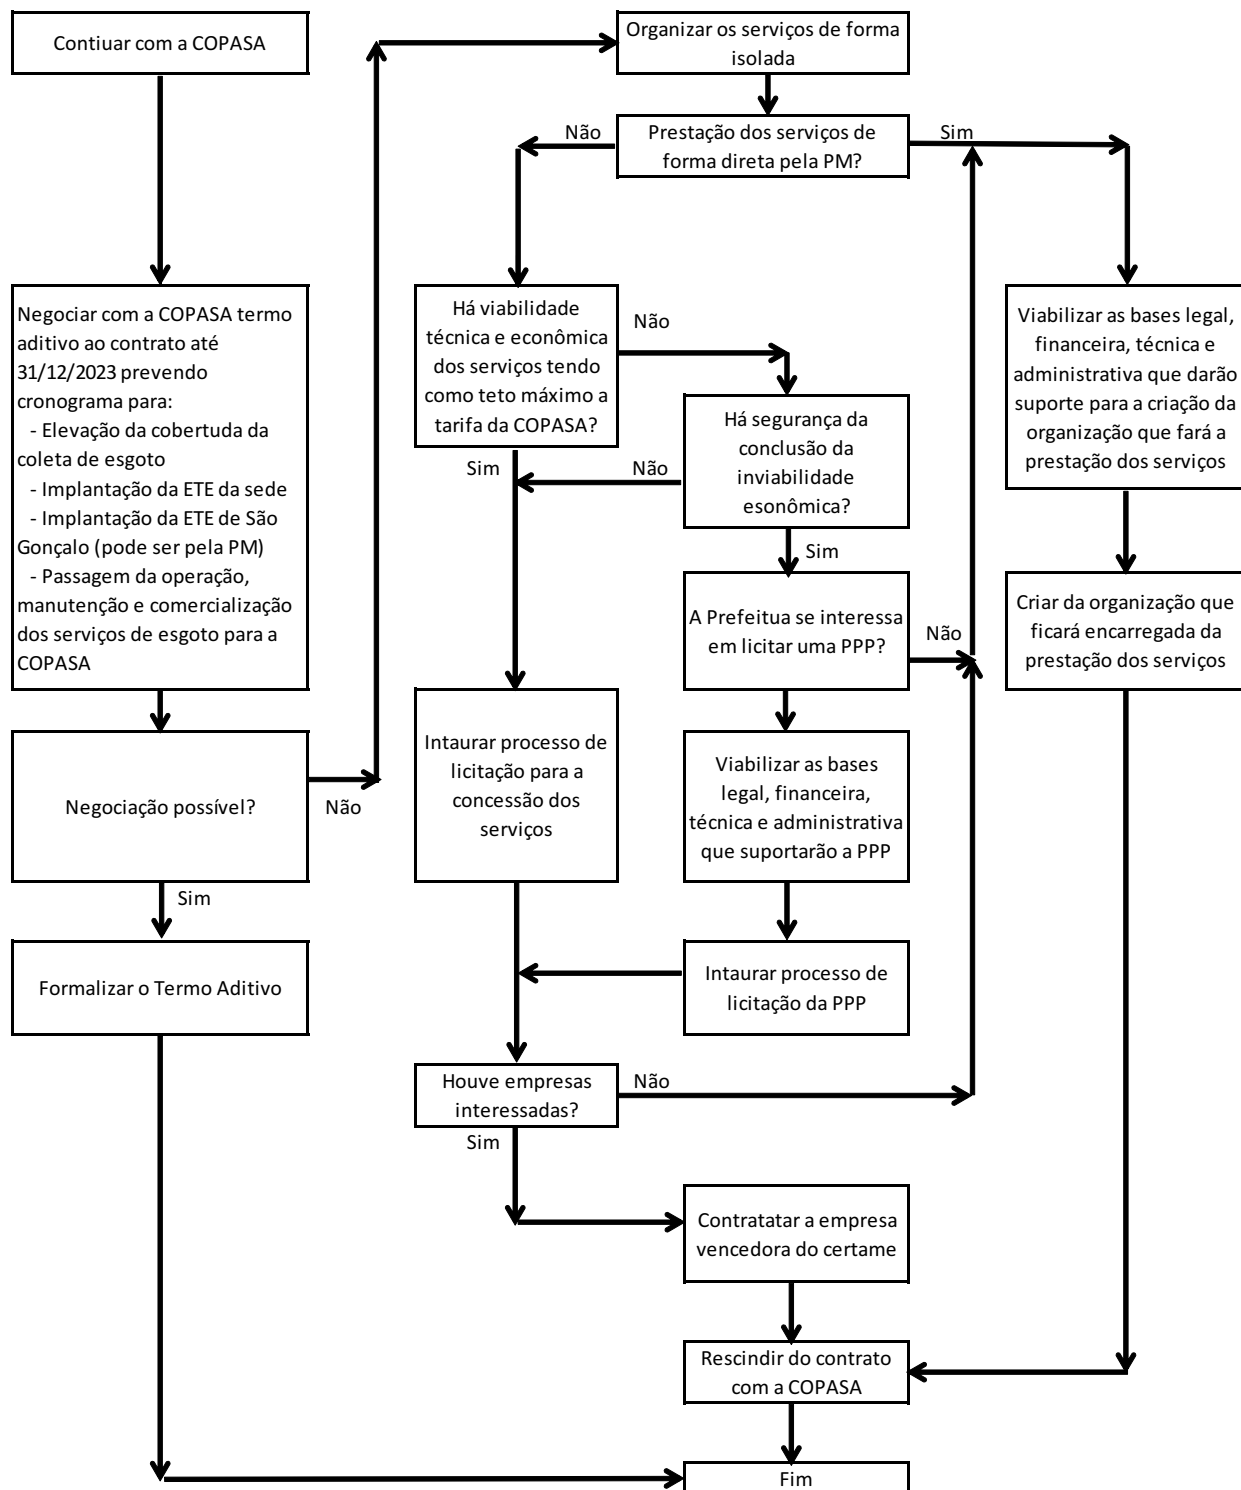 Contiuar com a COPASA
Organizar os serviços de forma
isolada
Não
Prestação dos serviços de
forma direta pela PM?
Sim
Negociar com a COPASA termo
aditivo ao contrato até
31/12/2023 prevendo
cronograma para:
- Elevação da cobertuda da
coleta de esgoto
- Implantação da ETE da sede
- Implantação da ETE de São
Gonçalo (pode ser pela PM)
- Passagem da operação,
manutenção e comercialização
dos serviços de esgoto para a
COPASA
Há viabilidade
técnica e econômica
dos serviços tendo
como teto máximo a
tarifa da COPASA?
Não
Sim
Há segurança da
conclusão da
inviabilidade
esonômica?
Não
Sim
Viabilizar as bases legal,
financeira, técnica e
administrativa que darão
suporte para a criação da
organização que fará a
prestação dos serviços
A Prefeitua se interessa
em licitar uma PPP?
Não
Criar da organização que
ficará encarregada da
prestação dos serviços
Negociação possível?
Não
Sim
Intaurar processo de
licitação para a
concessão dos
serviços
Viabilizar as bases
legal, financeira,
técnica e administrativa
que suportarão a PPP
Formalizar o Termo Aditivo
Intaurar processo de
licitação da PPP
Houve empresas
interessadas?
Não
Sim
Contratatar a empresa
vencedora do certame
Rescindir do contrato
com a COPASA
Fim